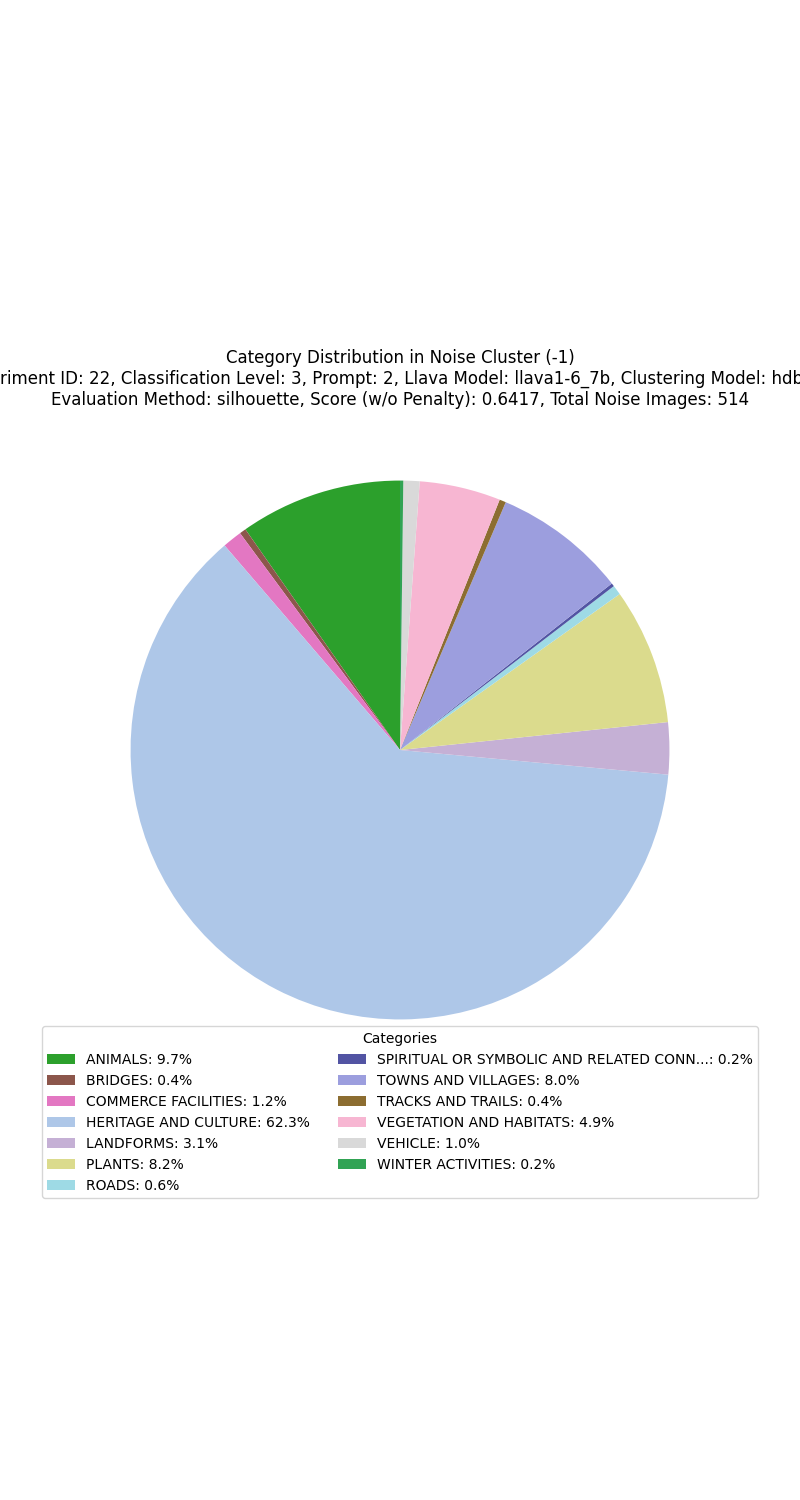 Category Distribution in Noise Cluster (-1)
riment ID: 22, Classification Level: 3, Prompt: 2, Llava Model: llava1-6_7b, Clustering Model: hdb
Evaluation Method: silhouette, Score (w/o Penalty): 0.6417, Total Noise Images: 514
Categories
ANIMALS: 9.7%
BRIDGES: 0.4%
COMMERCE FACILITIES: 1.2%
HERITAGE AND CULTURE: 62.3%
LANDFORMS: 3.1%
PLANTS: 8.2%
ROADS: 0.6%
SPIRITUAL OR SYMBOLIC AND RELATED CONN...: 0.2%
TOWNS AND VILLAGES: 8.0%
TRACKS AND TRAILS: 0.4%
VEGETATION AND HABITATS: 4.9%
VEHICLE: 1.0%
WINTER ACTIVITIES: 0.2%